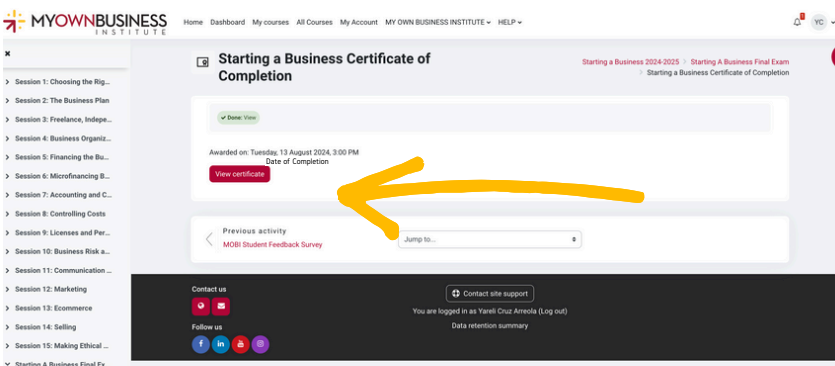 MYOWNBUSINESS
INSTITUTE
Home Dashboard My courses All Courses My Account MY OWN BUSINESS INSTITUTE HELP
YC
Session 1: Choosing the Rig...
Session 2: The Business Plan
Session 3: Freelance, Indepe...
Session 4: Business Organiz...
Session 5: Financing the Bu...
Session 6: Microfinancing B...
Session 7: Accounting and C...
Session 8: Controlling Costs
Session 9: Licenses and Per...
Session 10: Business Risk a...
Session 11: Communication ...
Session 12: Marketing
Session 13: Ecommerce
Session 14: Selling
Session 15: Making Ethical ...
Starting A Business Final Ex...
Starting a Business Certificate of
Completion
Starting a Business 2024-2025 > Starting A Business Final Exam
> Starting a Business Certificate of Completion
Done: View
Awarded on: Tuesday, 13 August 2024, 3:00 PM
Date of Completion
View certificate
Previous activity
MOBI Student Feedback Survey
Jump to...
Contact us
Follow us
Contact site support
You are logged in as Yareli Cruz Arreola (Log out)
Data retention summary